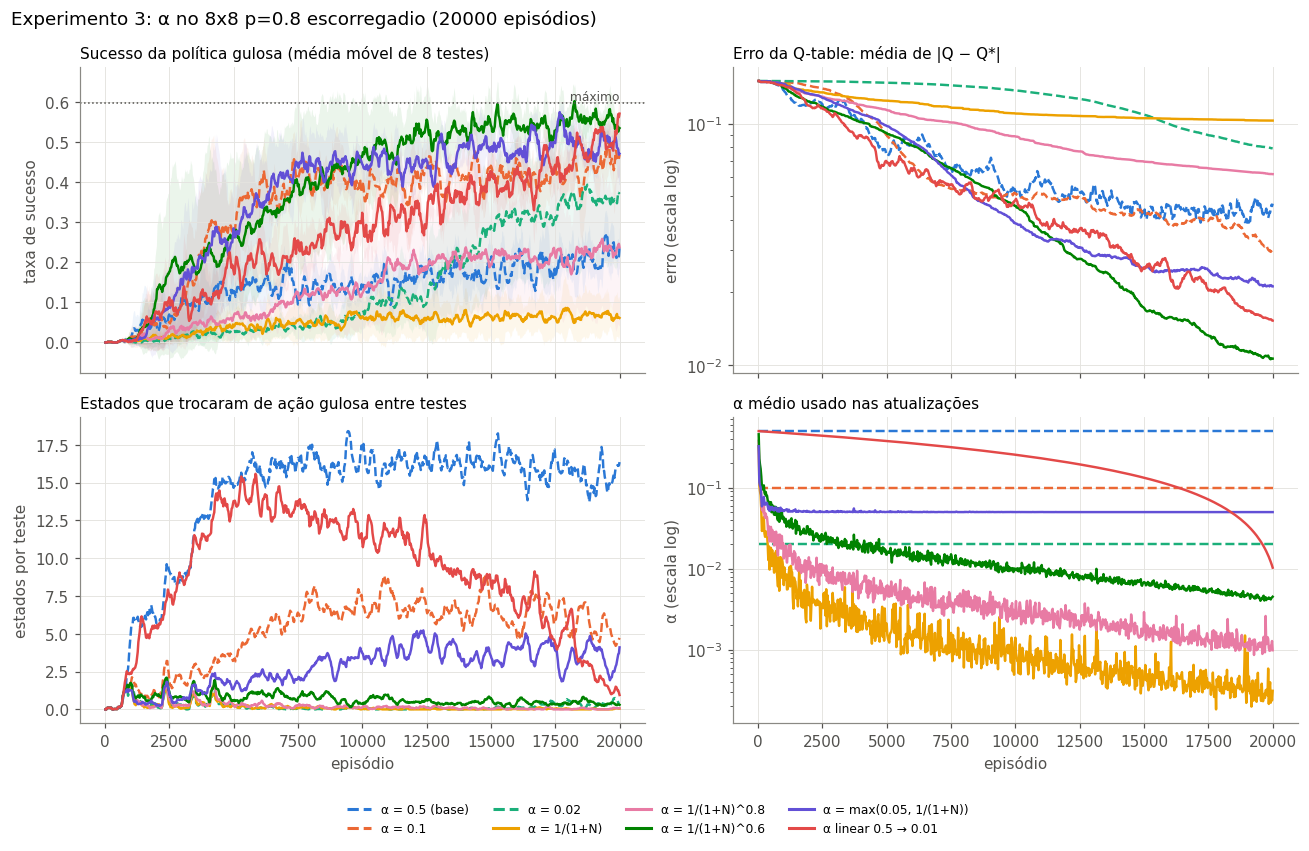 Experimento 3: α no 8x8 p=0.8 escorregadio (20000 episódios)
Sucesso da política gulosa (média móvel de 8 testes)
máximo
0.6
0.5
0.4
0.3
0.2
0.1
0.0
taxa de sucesso
Erro da Q-table: média de |Q − Q*|
10⁻¹
10⁻²
erro (escala log)
Estados que trocaram de ação gulosa entre testes
17.5
15.0
12.5
10.0
7.5
5.0
2.5
0.0
estados por teste
0 2500 5000 7500 10000 12500 15000 17500 20000
episódio
α médio usado nas atualizações
10⁻¹
10⁻²
10⁻³
α (escala log)
0 2500 5000 7500 10000 12500 15000 17500 20000
episódio
α = 0.5 (base)
α = 0.1
α = 0.02
α = 1/(1+N)
α = 1/(1+N)^0.8
α = 1/(1+N)^0.6
α = max(0.05, 1/(1+N))
α linear 0.5 → 0.01